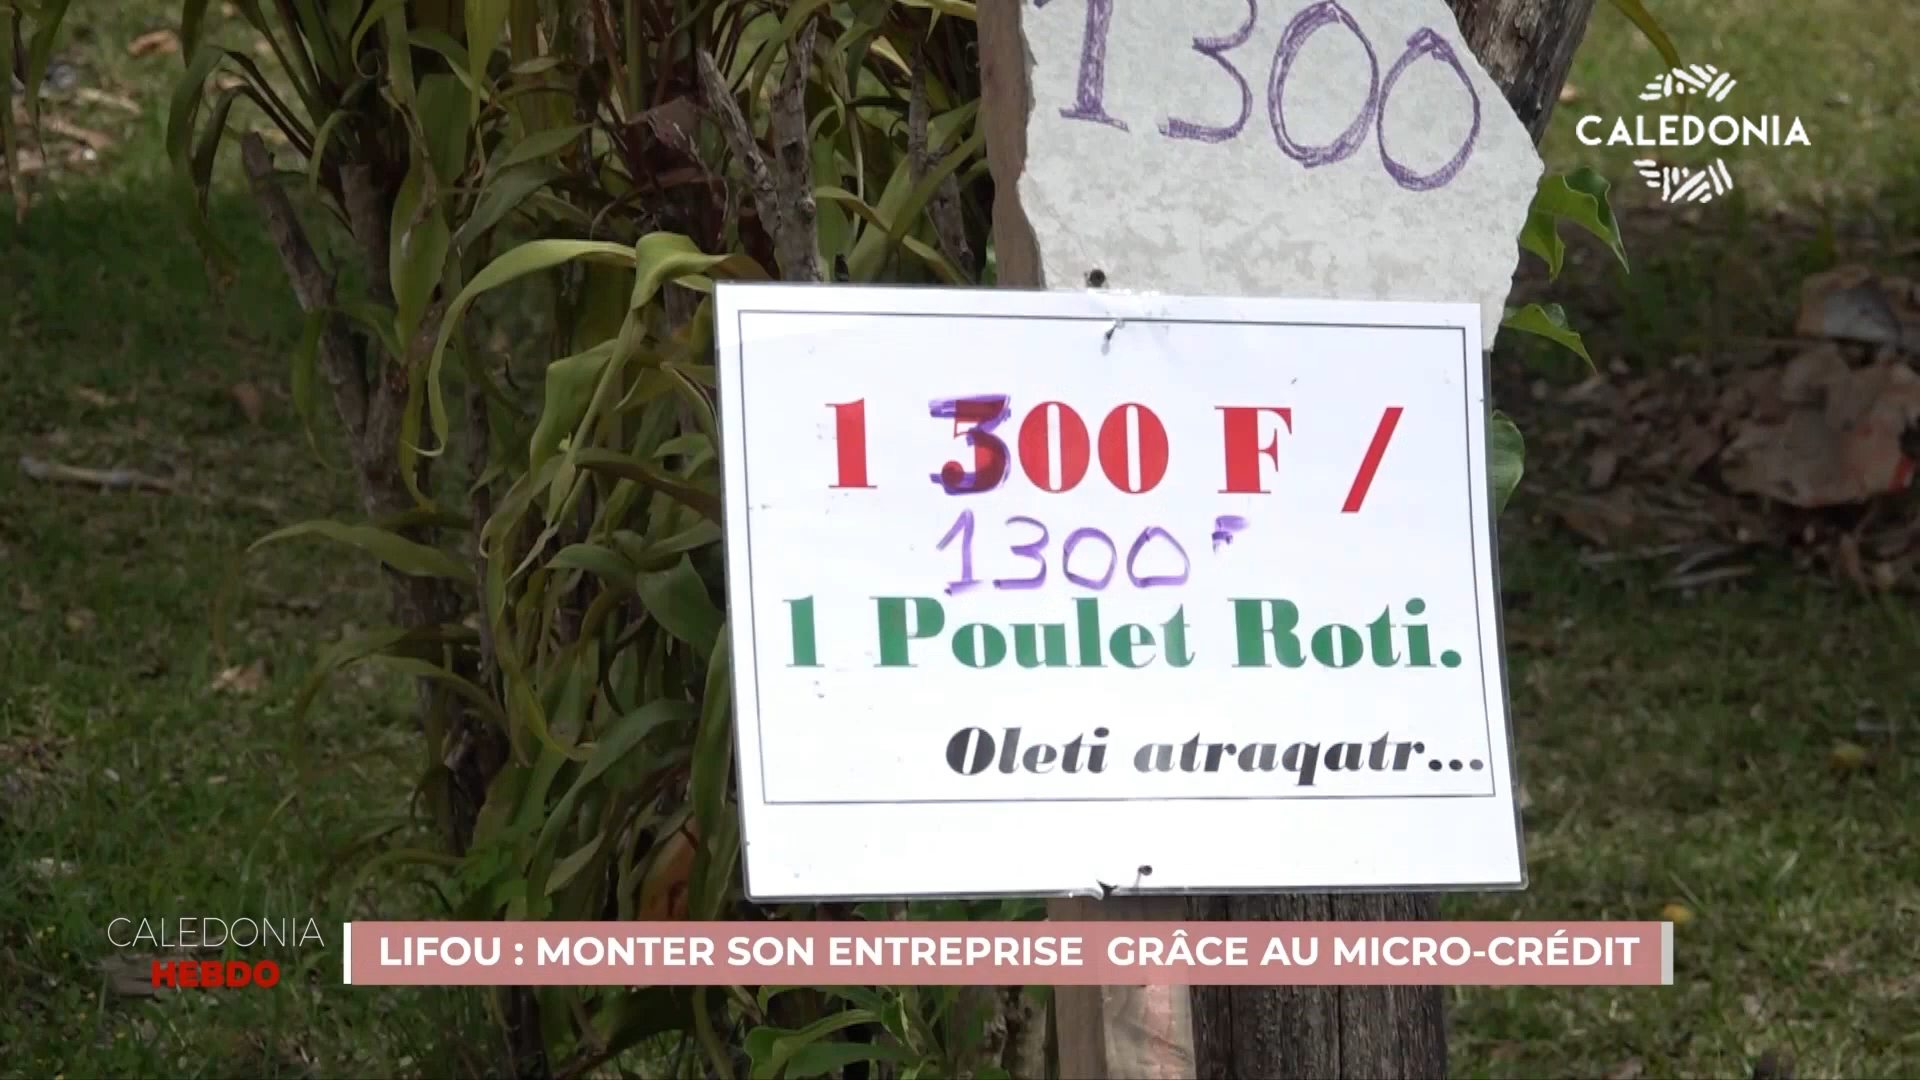 1300
CALEDONIA
1 300 F /
1300 F
1 Poulet Roti.
Oleti atraqatr...
CALEDONIA
HEBDO
LIFOU : MONTER SON ENTREPRISE GRÂCE AU MICRO-CRÉDIT